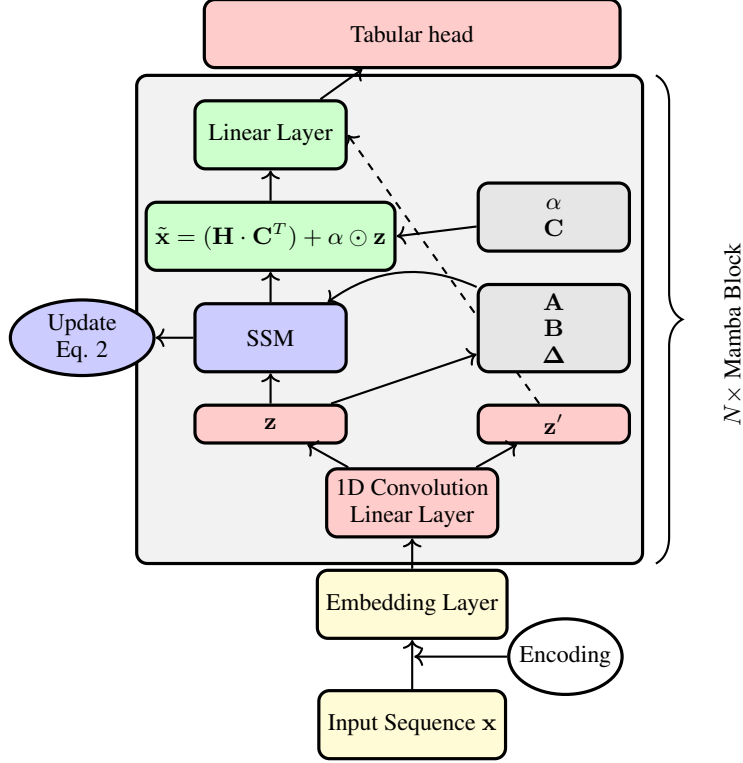 Tabular head
Linear Layer
α
C
x̃ = (H · Cᵀ) + α ⊙ z
A
B
Δ
Update
Eq. 2
SSM
N× Mamba Block
z
z′
1D Convolution
Linear Layer
Embedding Layer
Encoding
Input Sequence x